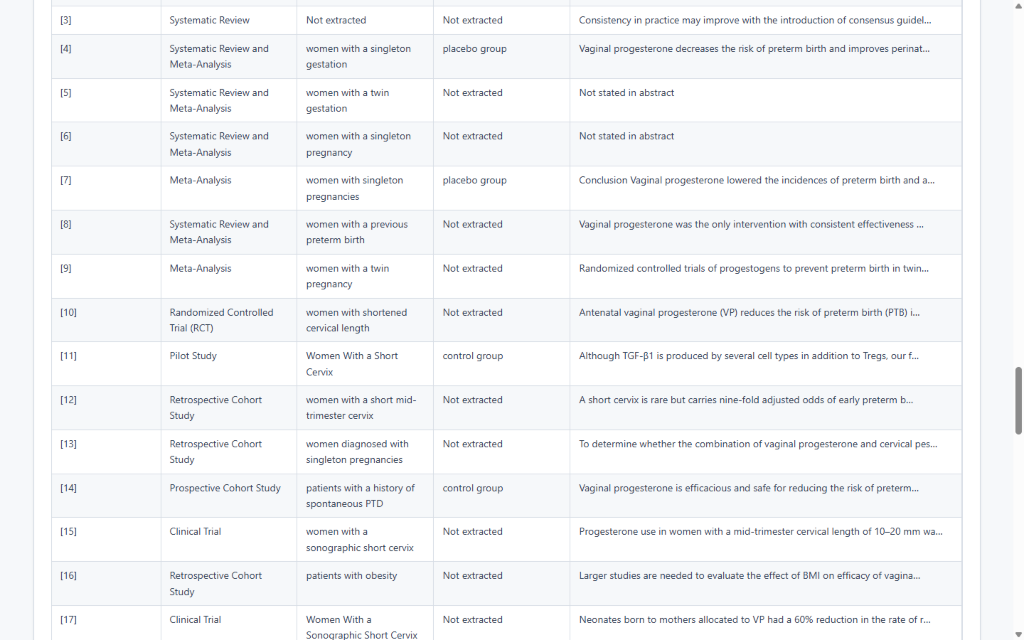 [3] Systematic Review Not extracted Not extracted Consistency in practice may improve with the introduction of consensus guidel...
[4] Systematic Review and women with a singleton placebo group Vaginal progesterone decreases the risk of preterm birth and improves perinat...
Meta-Analysis gestation
[5] Systematic Review and women with a twin Not extracted Not stated in abstract
Meta-Analysis gestation
[6] Systematic Review and women with a singleton Not extracted Not stated in abstract
Meta-Analysis pregnancy
[7] Meta-Analysis women with singleton placebo group Conclusion Vaginal progesterone lowered the incidences of preterm birth and a...
pregnancies
[8] Systematic Review and women with a previous Not extracted Vaginal progesterone was the only intervention with consistent effectiveness ...
Meta-Analysis preterm birth
[9] Meta-Analysis women with a twin Not extracted Randomized controlled trials of progestogens to prevent preterm birth in twin...
pregnancy
[10] Randomized Controlled women with shortened Not extracted Antenatal vaginal progesterone (VP) reduces the risk of preterm birth (PTB) i...
Trial (RCT) cervical length
[11] Pilot Study Women With a Short control group Although TGF-β1 is produced by several cell types in addition to Tregs, our f...
Cervix
[12] Retrospective Cohort women with a short mid- Not extracted A short cervix is rare but carries nine-fold adjusted odds of early preterm b...
Study trimester cervix
[13] Retrospective Cohort women diagnosed with Not extracted To determine whether the combination of vaginal progesterone and cervical pes...
Study singleton pregnancies
[14] Prospective Cohort Study patients with a history of control group Vaginal progesterone is efficacious and safe for reducing the risk of preterm...
spontaneous PTD
[15] Clinical Trial women with a Not extracted Progesterone use in women with a mid-trimester cervical length of 10–20 mm wa...
sonographic short cervix
[16] Retrospective Cohort patients with obesity Not extracted Larger studies are needed to evaluate the effect of BMI on efficacy of vagina...
Study
[17] Clinical Trial Women With a Not extracted Neonates born to mothers allocated to VP had a 60% reduction in the rate of r...
Sonographic Short Cervix